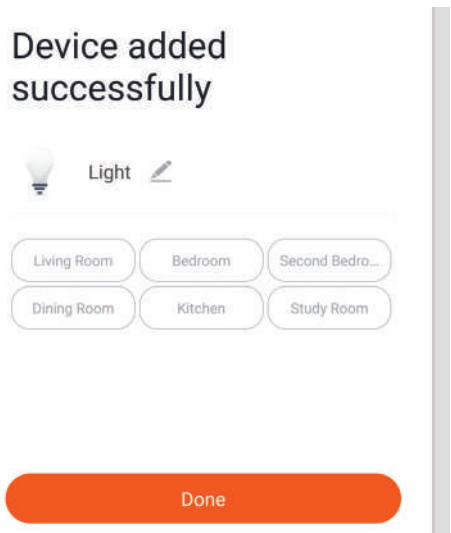 Device added
successfully
Light
Living Room Bedroom Second Bedro...
Dining Room Kitchen Study Room
Done